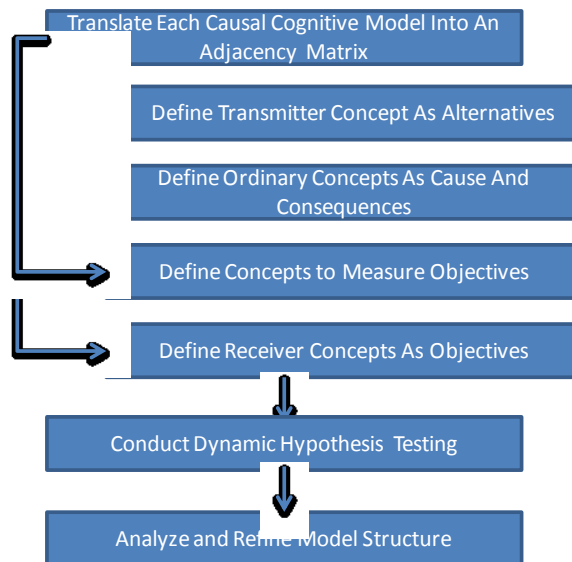 Translate Each Causal Cognitive Model Into An
Adjacency Matrix
Define Transmitter Concept As Alternatives
Define Ordinary Concepts As Cause And
Consequences
Define Concepts to Measure Objectives
Define Receiver Concepts As Objectives
Conduct Dynamic Hypothesis Testing
Analyze and Refine Model Structure